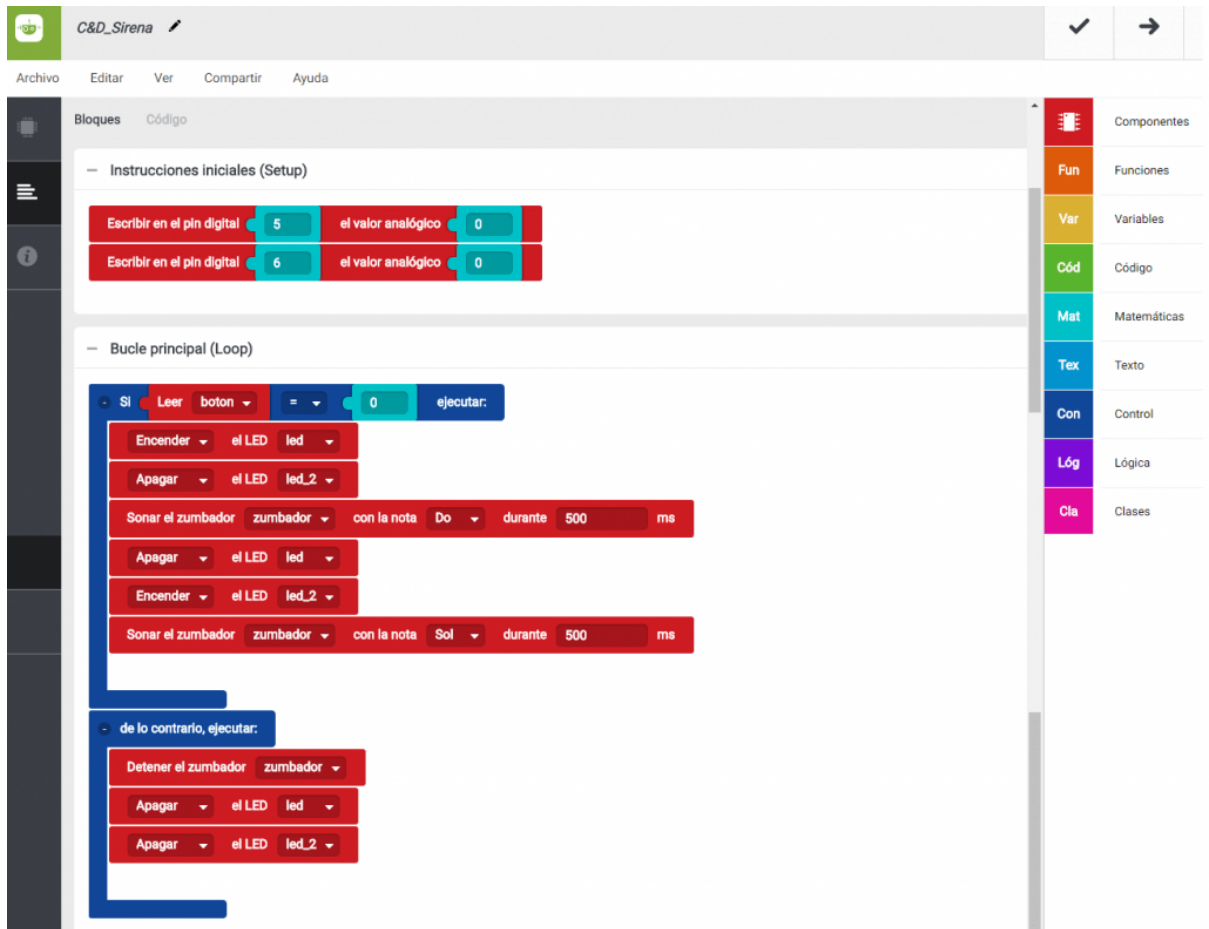 C&D_Sirena
Archivo Editar Ver Compartir Ayuda
Bloques Código
Instrucciones iniciales (Setup)
Escribir en el pin digital 5 el valor analógico 0
Escribir en el pin digital 6 el valor analógico 0
Bucle principal (Loop)
Si Leer boton = 0 ejecutar:
Encender el LED led
Apagar el LED led_2
Sonar el zumbador zumbador con la nota Do durante 500 ms
Apagar el LED led
Encender el LED led_2
Sonar el zumbador zumbador con la nota Sol durante 500 ms
de lo contrario, ejecutar:
Detener el zumbador zumbador
Apagar el LED led
Apagar el LED led_2
Componentes
Fun Funciones
Var Variables
Cód Código
Mat Matemáticas
Tex Texto
Con Control
Lóg Lógica
Cla Clases